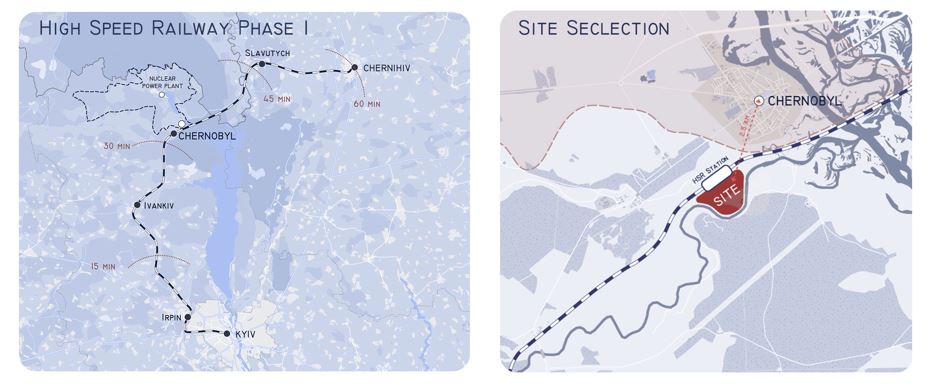 HIGH SPEED RAILWAY PHASE I
SLAVUTYCH
CHERNIHIV
NUCLEAR
POWER PLANT
45 MIN
60 MIN
CHERNOBYL
30 MIN
IVANKIV
15 MIN
IRPIN
KYIV
SITE SECLECTION
CHERNOBYL
HSR STATION
SITE